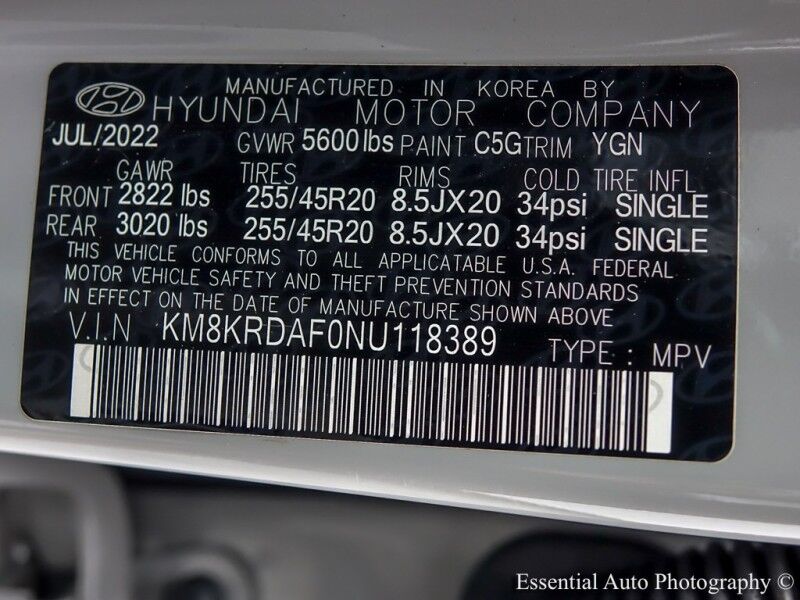 MANUFACTURED IN KOREA BY
HYUNDAI MOTOR COMPANY
JUL/2022 GVWR 5600lbs PAINT C5G TRIM YGN
GAWR TIRES RIMS COLD TIRE INFL
FRONT 2822 lbs 255/45R20 8.5JX20 34psi SINGLE
REAR 3020 lbs 255/45R20 8.5JX20 34psi SINGLE
THIS VEHICLE CONFORMS TO ALL APPLICATABLE U.S.A. FEDERAL
MOTOR VEHICLE SAFETY AND THEFT PREVENTION STANDARDS
IN EFFECT ON THE DATE OF MANUFACTURE SHOWN ABOVE
V.I.N KM8KRDAF0NU118389 TYPE : MPV
Essential Auto Photography ©